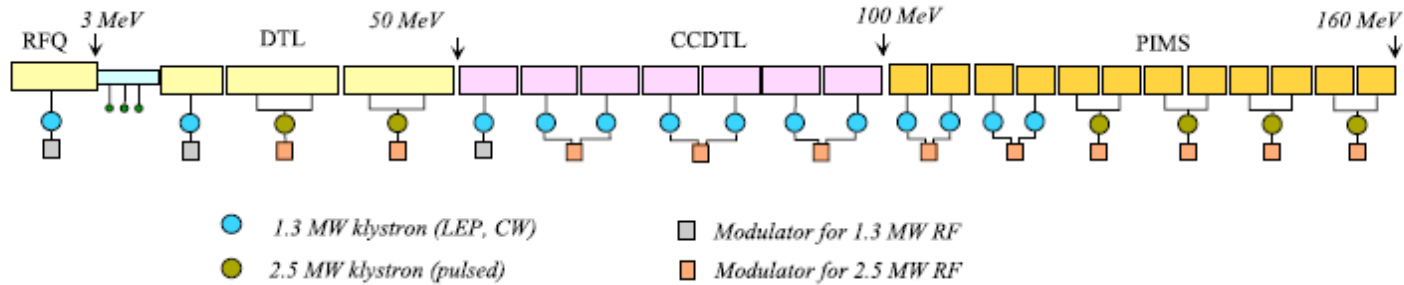 3 MeV
50 MeV
100 MeV
160 MeV
RFQ
DTL
CCDTL
PIMS
1.3 MW klystron (LEP, CW)
Modulator for 1.3 MW RF
2.5 MW klystron (pulsed)
Modulator for 2.5 MW RF